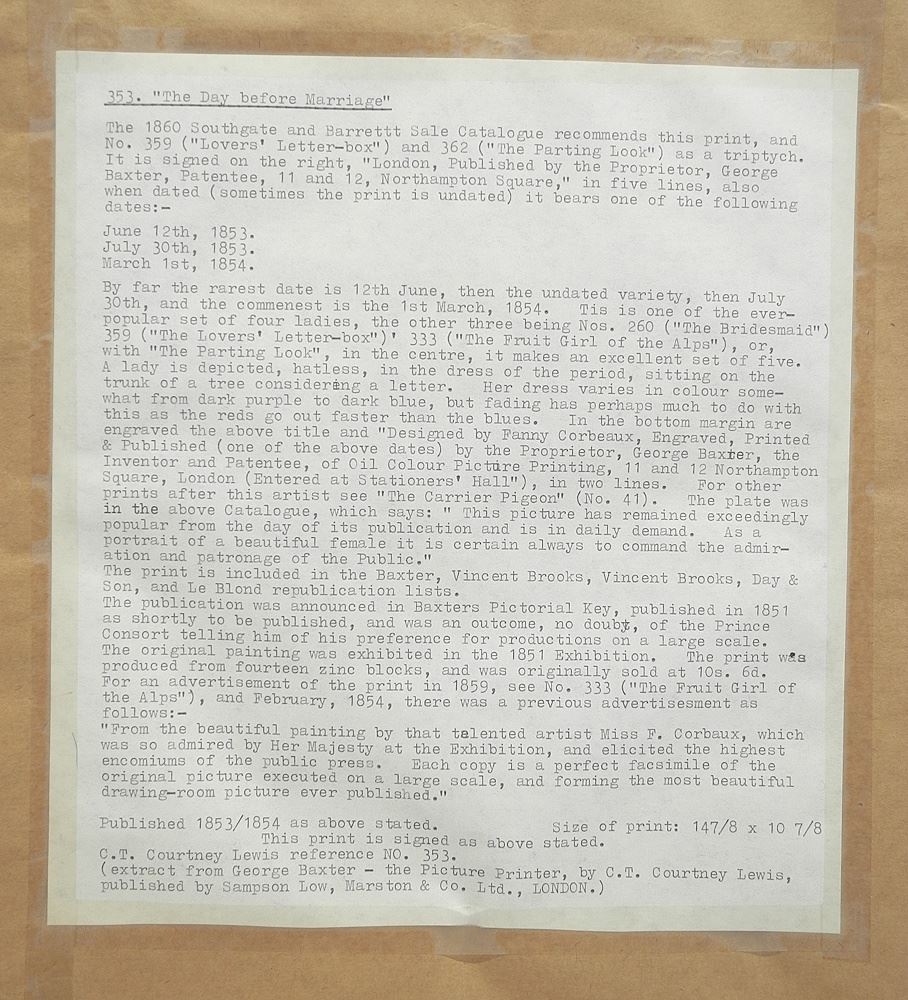 353. "The Day before Marriage"
The 1860 Southgate and Barrettt Sale Catalogue recommends this print, and
No. 359 ("Lovers' Letter-box") and 362 ("The Parting Look") as a triptych.
It is signed on the right, "London, Published by the Proprietor, George
Baxter, Patentee, 11 and 12, Northampton Square," in five lines, also
when dated (sometimes the print is undated) it bears one of the following
dates:-
June 12th, 1853.
July 30th, 1853.
March 1st, 1854.
By far the rarest date is 12th June, then the undated variety, then July
30th, and the commenest is the 1st March, 1854. Tis is one of the ever-
popular set of four ladies, the other three being Nos. 260 ("The Bridesmaid")
359 ("The Lovers' Letter-box")' 333 ("The Fruit Girl of the Alps"), or,
with "The Parting Look", in the centre, it makes an excellent set of five.
A lady is depicted, hatless, in the dress of the period, sitting on the
trunk of a tree considering a letter. Her dress varies in colour some-
what from dark purple to dark blue, but fading has perhaps much to do with
this as the reds go out faster than the blues. In the bottom margin are
engraved the above title and "Designed by Fanny Corbeaux, Engraved, Printed
& Published (one of the above dates) by the Proprietor, George Baxter, the
Inventor and Patentee, of Oil Colour Picture Printing, 11 and 12 Northampton
Square, London (Entered at Stationers' Hall"), in two lines. For other
prints after this artist see "The Carrier Pigeon" (No. 41). The plate was
in the above Catalogue, which says: " This picture has remained exceedingly
popular from the day of its publication and is in daily demand. As a
portrait of a beautiful female it is certain always to command the admir-
ation and patronage of the Public."
The print is included in the Baxter, Vincent Brooks, Vincent Brooks, Day &
Son, and Le Blond republication lists.
The publication was announced in Baxters Pictorial Key, published in 1851
as shortly to be published, and was an outcome, no doubt, of the Prince
Consort telling him of his preference for productions on a large scale.
The original painting was exhibited in the 1851 Exhibition. The print was
produced from fourteen zinc blocks, and was originally sold at 10s. 6d.
For an advertisement of the print in 1859, see No. 333 ("The Fruit Girl of
the Alps"), and February, 1854, there was a previous advertisesment as
follows:-
"From the beautiful painting by that talented artist Miss F. Corbaux, which
was so admired by Her Majesty at the Exhibition, and elicited the highest
encomiums of the public press. Each copy is a perfect facsimile of the
original picture executed on a large scale, and forming the most beautiful
drawing-room picture ever published."
Published 1853/1854 as above stated. Size of print: 147/8 x 10 7/8
This print is signed as above stated.
C.T. Courtney Lewis reference NO. 353.
(extract from George Baxter - the Picture Printer, by C.T. Courtney Lewis,
published by Sampson Low, Marston & Co. Ltd., LONDON.)